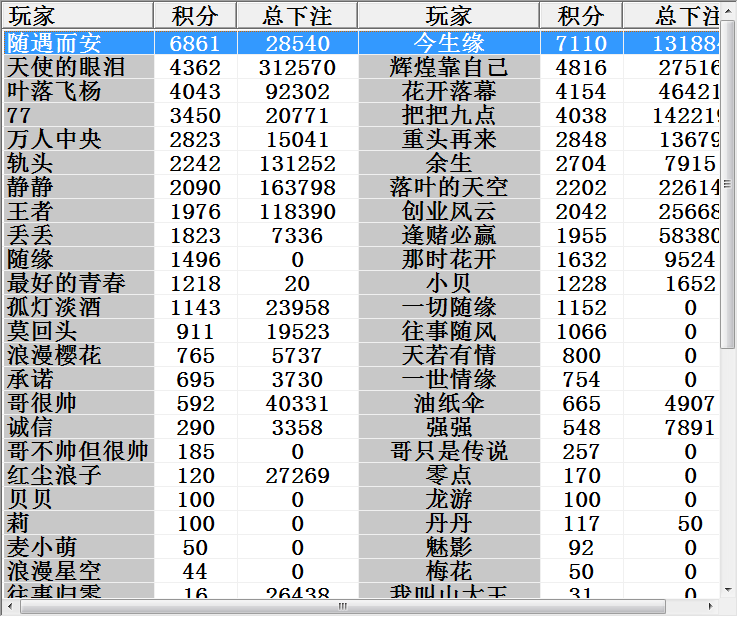 玩家 积分 总下注 玩家 积分 总下注
随遇而安 6861 28540 今生缘 7110
天使的眼泪 4362 312570 辉煌靠自己 4816 27516
叶落飞杨 4043 92302 花开落幕 4154 46421
77 3450 20771 把把九点 4038 142219
万人中央 2823 15041 重头再来 2848 13679
轨头 2242 131252 余生 2704 7915
静静 2090 163798 落叶的天空 2202 22614
王者 1976 118390 创业风云 2042 25668
丢丢 1823 7336 逢赌必赢 1955 58380
随缘 1496 0 那时花开 1632 9524
最好的青春 1218 20 小贝 1228 1652
孤灯淡酒 1143 23958 一切随缘 1152 0
莫回头 911 19523 往事随风 1066 0
浪漫樱花 765 5737 天若有情 800 0
承诺 695 3730 一世情缘 754 0
哥很帅 592 40331 油纸伞 665 4907
诚信 290 3358 强强 548 7891
哥不帅但很帅 185 0 哥只是传说 257 0
红尘浪子 120 27269 零点 170 0
贝贝 100 0 龙游 100 0
莉 100 0 丹丹 117 50
麦小萌 50 0 魅影 92 0
浪漫星空 44 0 梅花 50 0
往事归零 16 26438 我叫山大王 31 0